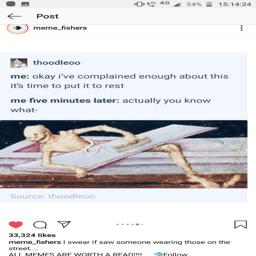 4G 24% 15:14:24
Post
meme_fishers
thoodleoo
me: okay i've complained enough about this
it's time to put it to rest
me five minutes later: actually you know
what-
Source: thoodleoo
33,324 likes
meme_fishers I swear if saw someone wearing those on the
street....
ALL MEMES ARE WORTH A READ!!!! Follow